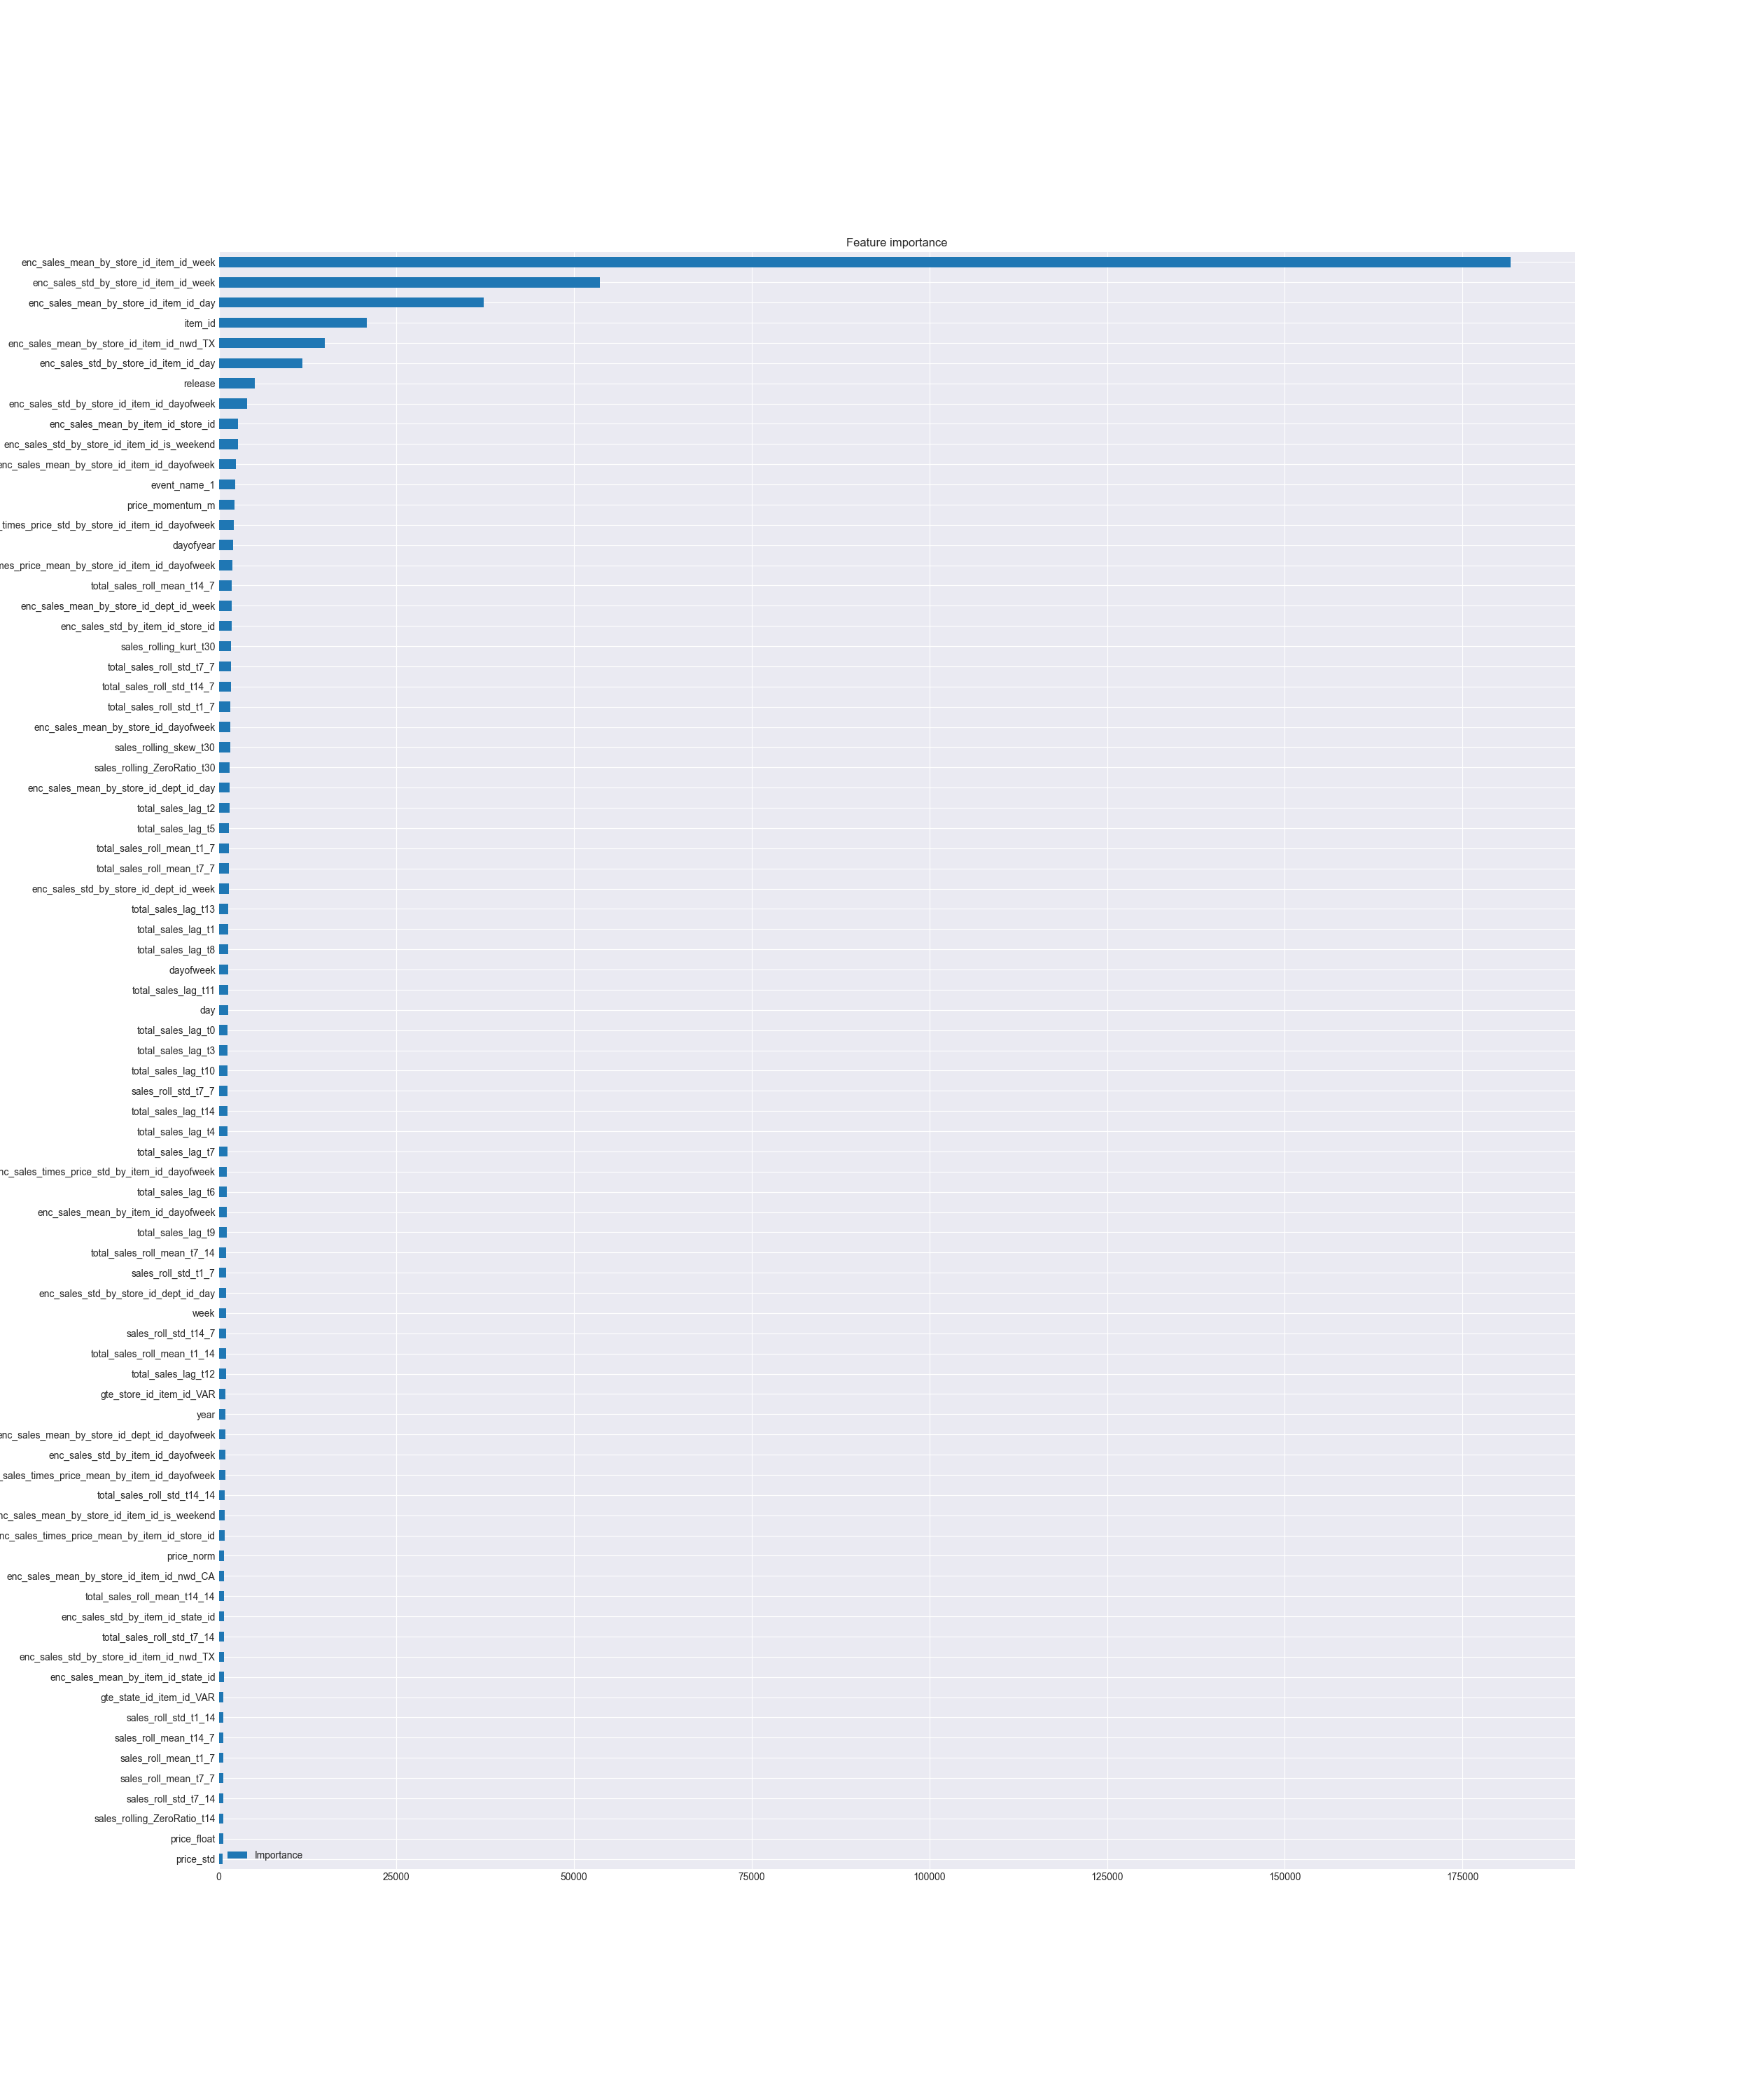 Feature importance
enc_sales_mean_by_store_id_item_id_week
enc_sales_std_by_store_id_item_id_week
enc_sales_mean_by_store_id_item_id_day
item_id
enc_sales_mean_by_store_id_item_id_nwd_TX
enc_sales_std_by_store_id_item_id_day
release
enc_sales_std_by_store_id_item_id_dayofweek
enc_sales_mean_by_item_id_store_id
enc_sales_std_by_store_id_item_id_is_weekend
enc_sales_mean_by_store_id_item_id_dayofweek
event_name_1
price_momentum_m
_times_price_std_by_store_id_item_id_dayofweek
dayofyear
mes_price_mean_by_store_id_item_id_dayofweek
total_sales_roll_mean_t14_7
enc_sales_mean_by_store_id_dept_id_week
enc_sales_std_by_item_id_store_id
sales_rolling_kurt_t30
total_sales_roll_std_t7_7
total_sales_roll_std_t14_7
total_sales_roll_std_t1_7
enc_sales_mean_by_store_id_dayofweek
sales_rolling_skew_t30
sales_rolling_ZeroRatio_t30
enc_sales_mean_by_store_id_dept_id_day
total_sales_lag_t2
total_sales_lag_t5
total_sales_roll_mean_t1_7
total_sales_roll_mean_t7_7
enc_sales_std_by_store_id_dept_id_week
total_sales_lag_t13
total_sales_lag_t1
total_sales_lag_t8
dayofweek
total_sales_lag_t11
day
total_sales_lag_t0
total_sales_lag_t3
total_sales_lag_t10
sales_roll_std_t7_7
total_sales_lag_t14
total_sales_lag_t4
total_sales_lag_t7
nc_sales_times_price_std_by_item_id_dayofweek
total_sales_lag_t6
enc_sales_mean_by_item_id_dayofweek
total_sales_lag_t9
total_sales_roll_mean_t7_14
sales_roll_std_t1_7
enc_sales_std_by_store_id_dept_id_day
week
sales_roll_std_t14_7
total_sales_roll_mean_t1_14
total_sales_lag_t12
gte_store_id_item_id_VAR
year
enc_sales_mean_by_store_id_dept_id_dayofweek
enc_sales_std_by_item_id_dayofweek
_sales_times_price_mean_by_item_id_dayofweek
total_sales_roll_std_t14_14
nc_sales_mean_by_store_id_item_id_is_weekend
nc_sales_times_price_mean_by_item_id_store_id
price_norm
enc_sales_mean_by_store_id_item_id_nwd_CA
total_sales_roll_mean_t14_14
enc_sales_std_by_item_id_state_id
total_sales_roll_std_t7_14
enc_sales_std_by_store_id_item_id_nwd_TX
enc_sales_mean_by_item_id_state_id
gte_state_id_item_id_VAR
sales_roll_std_t1_14
sales_roll_mean_t14_7
sales_roll_mean_t1_7
sales_roll_mean_t7_7
sales_roll_std_t7_14
sales_rolling_ZeroRatio_t14
price_float
price_std
Importance
0 25000 50000 75000 100000 125000 150000 175000